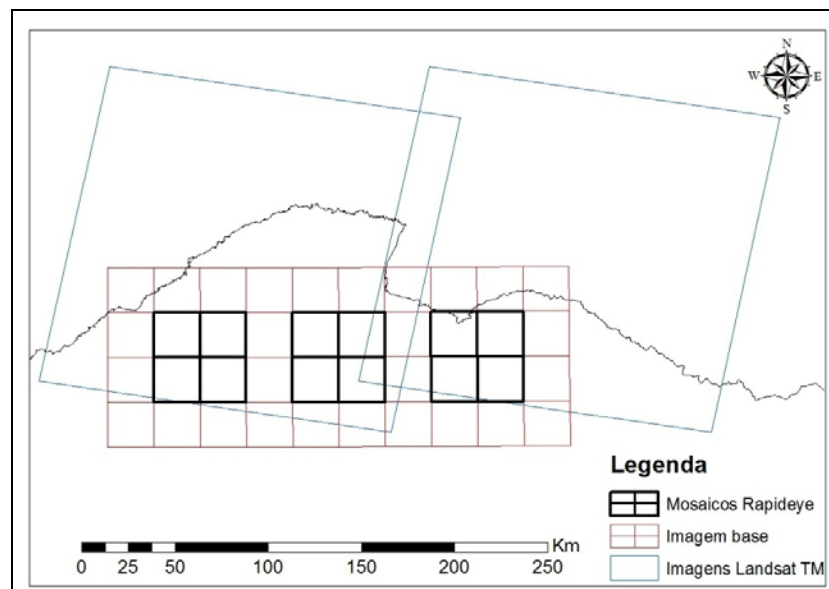 N
W E
S
Legenda
Mosaicos Rapideye
Imagem base
Imagens Landsat TM
Km
0 25 50 100 150 200 250